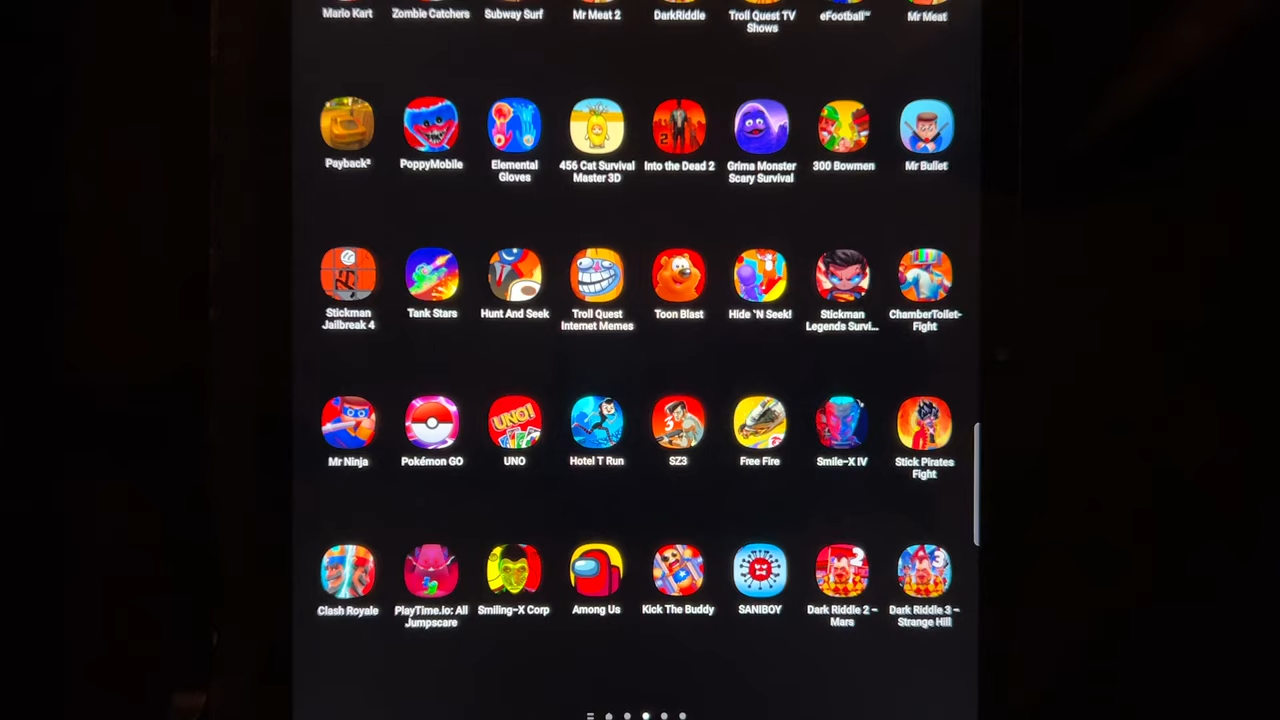 Mario Kart
Zombie Catchers
Subway Surf
Mr Meat 2
DarkRiddle
Troll Quest TV
Shows
eFootball™
Mr Meat
Payback²
PoppyMobile
Elemental
Gloves
456 Cat Survival
Master 3D
2
Into the Dead 2
Grima Monster
Scary Survival
300 Bowmen
Mr Bullet
Stickman
Jailbreak 4
Tank Stars
Hunt And Seek
Troll Quest
Internet Memes
Toon Blast
Hide 'N Seek!
Stickman
Legends Survi...
ChamberToilet-
Fight
Mr Ninja
Pokémon GO
UNO!
UNO
Hotel T Run
3
SZ3
Free Fire
Smile-X IV
Stick Pirates
Fight
Clash Royale
PlayTime.io: All
Jumpscare
Smiling-X Corp
Among Us
Kick The Buddy
SANIBOY
2
Dark Riddle 2 -
Mars
3
Dark Riddle 3 -
Strange Hill